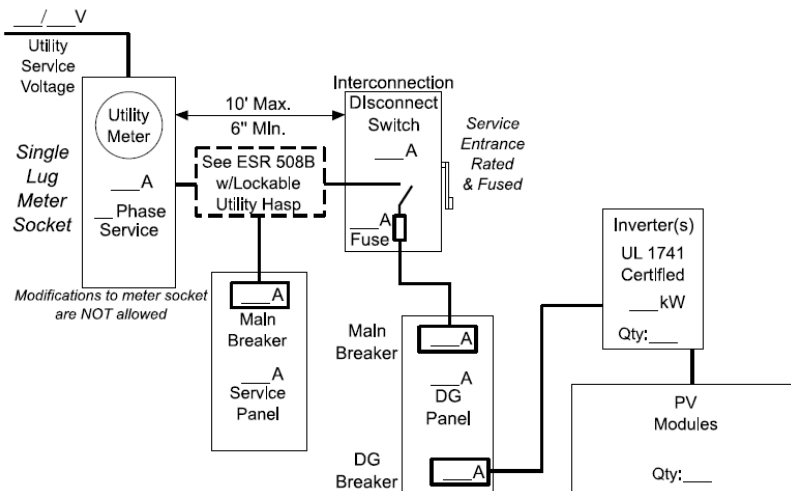 ___/___V
Utility
Service
Voltage
Utility
Meter
Single
Lug
Meter
Socket
___A
__Phase
Service
Modifications to meter socket
are NOT allowed
10' Max.
6" Min.
See ESR 508B
w/Lockable
Utility Hasp
___A
Main
Breaker
___A
Service
Panel
Interconnection
Disconnect
Switch
___A
___A
Fuse
Service
Entrance
Rated
& Fused
Main
Breaker
___A
___A
DG
Panel
DG
Breaker
___A
Inverter(s)
UL 1741
Certified
___kW
Qty:___
PV
Modules
Qty:___